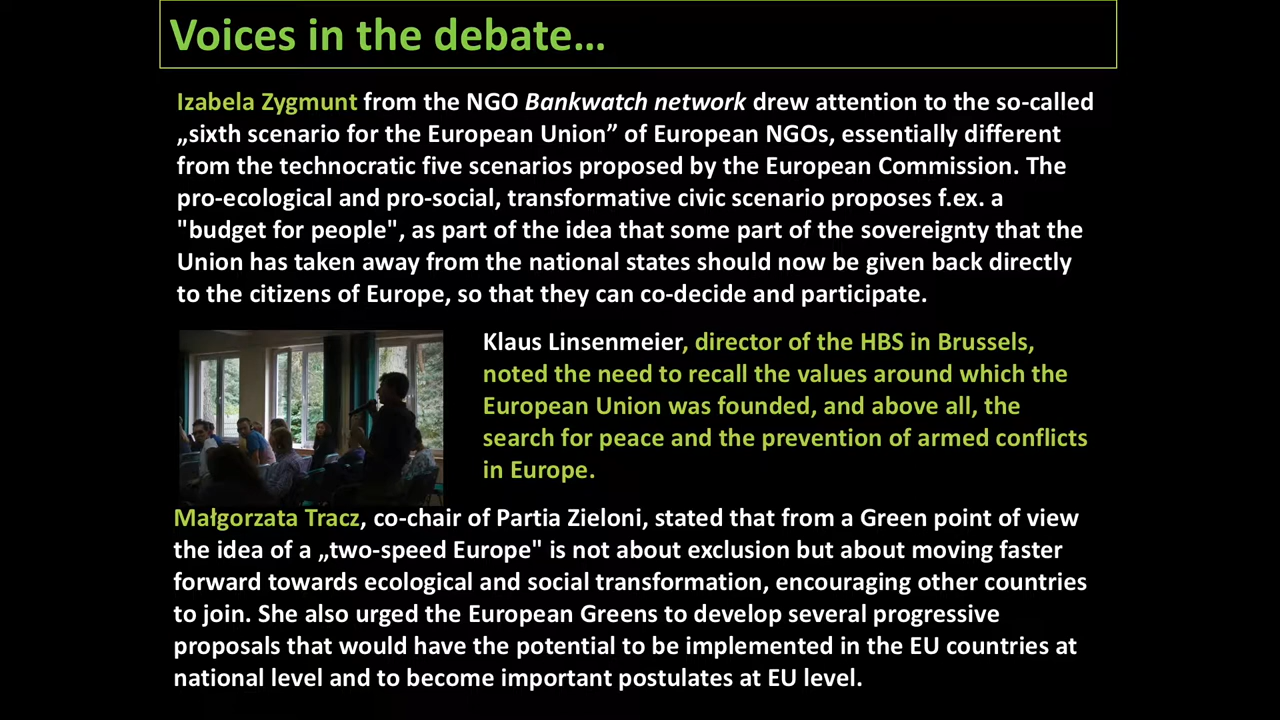 Voices in the debate…
Izabela Zygmunt from the NGO Bankwatch network drew attention to the so-called
„sixth scenario for the European Union” of European NGOs, essentially different
from the technocratic five scenarios proposed by the European Commission. The
pro-ecological and pro-social, transformative civic scenario proposes f.ex. a
"budget for people", as part of the idea that some part of the sovereignty that the
Union has taken away from the national states should now be given back directly
to the citizens of Europe, so that they can co-decide and participate.
Klaus Linsenmeier, director of the HBS in Brussels,
noted the need to recall the values around which the
European Union was founded, and above all, the
search for peace and the prevention of armed conflicts
in Europe.
Małgorzata Tracz, co-chair of Partia Zieloni, stated that from a Green point of view
the idea of a „two-speed Europe" is not about exclusion but about moving faster
forward towards ecological and social transformation, encouraging other countries
to join. She also urged the European Greens to develop several progressive
proposals that would have the potential to be implemented in the EU countries at
national level and to become important postulates at EU level.